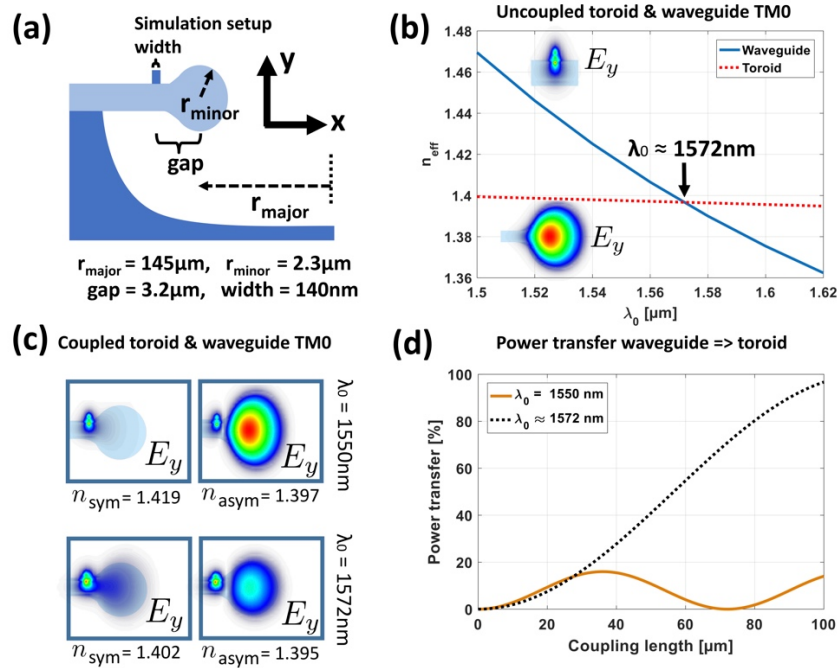 (a)
Simulation setup
width
r_minor
gap
r_major
y
x
r_major = 145μm, r_minor = 2.3μm
gap = 3.2μm, width = 140nm
(b)
Uncoupled toroid & waveguide TM0
Waveguide
Toroid
E_y
λ₀ ≈ 1572nm
E_y
n_eff
1.48
1.46
1.44
1.42
1.4
1.38
1.36
1.5 1.52 1.54 1.56 1.58 1.6 1.62
λ₀ [μm]
(c) Coupled toroid & waveguide TM0
E_y
E_y
λ₀ = 1550nm
n_sym = 1.419
n_asym = 1.397
E_y
E_y
λ₀ = 1572nm
n_sym = 1.402
n_asym = 1.395
(d)
Power transfer waveguide => toroid
λ₀ = 1550 nm
λ₀ ≈ 1572 nm
Power transfer [%]
100
80
60
40
20
0
0 20 40 60 80 100
Coupling length [μm]